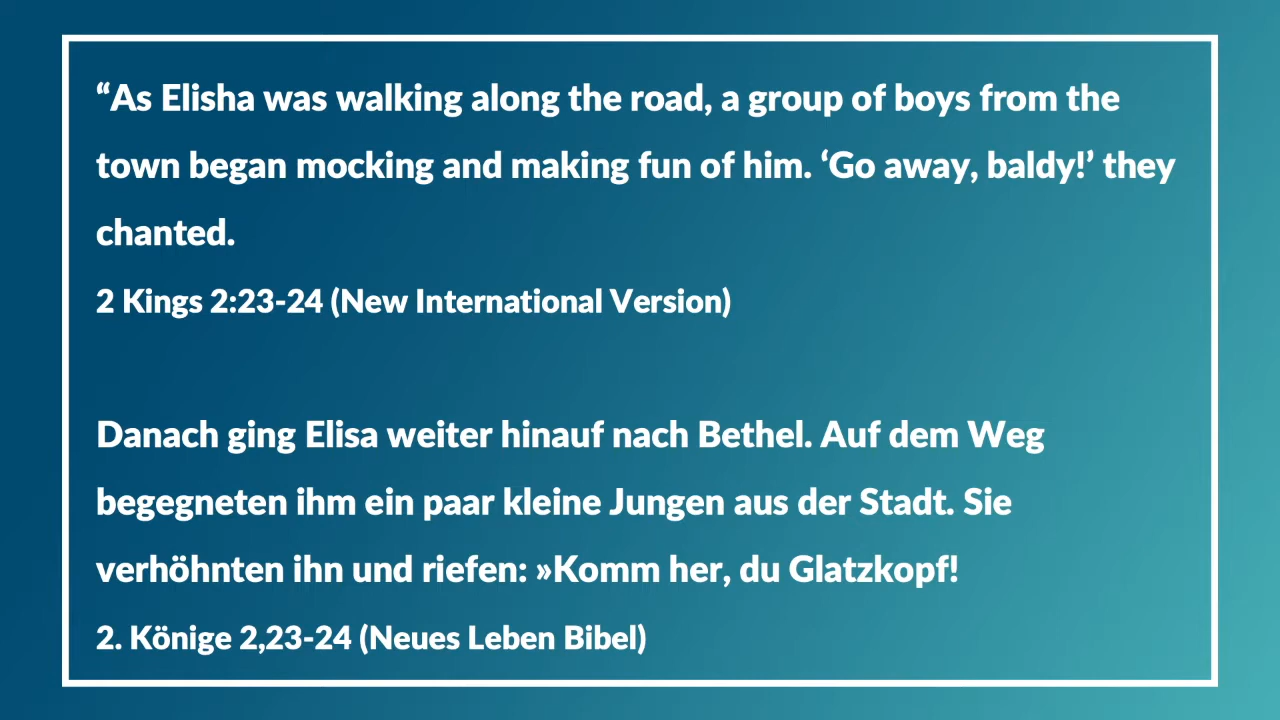 “As Elisha was walking along the road, a group of boys from the
town began mocking and making fun of him. ‘Go away, baldy!’ they
chanted.
2 Kings 2:23-24 (New International Version)
Danach ging Elisa weiter hinauf nach Bethel. Auf dem Weg
begegneten ihm ein paar kleine Jungen aus der Stadt. Sie
verhöhnten ihn und riefen: »Komm her, du Glatzkopf!
2. Könige 2,23-24 (Neues Leben Bibel)